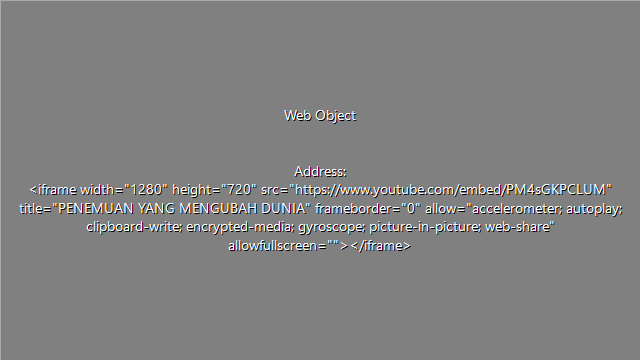 Web Object
Address:
<iframe width="1280" height="720" src="https://www.youtube.com/embed/PM4sGKPCLUM"
title="PENEMUAN YANG MENGUBAH DUNIA" frameborder="0" allow="accelerometer; autoplay;
clipboard-write; encrypted-media; gyroscope; picture-in-picture; web-share"
allowfullscreen=""></iframe>